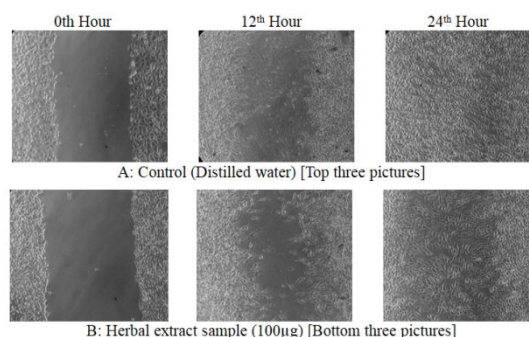 0th Hour 12th Hour 24th Hour
A: Control (Distilled water) [Top three pictures]
B: Herbal extract sample (100µg) [Bottom three pictures]